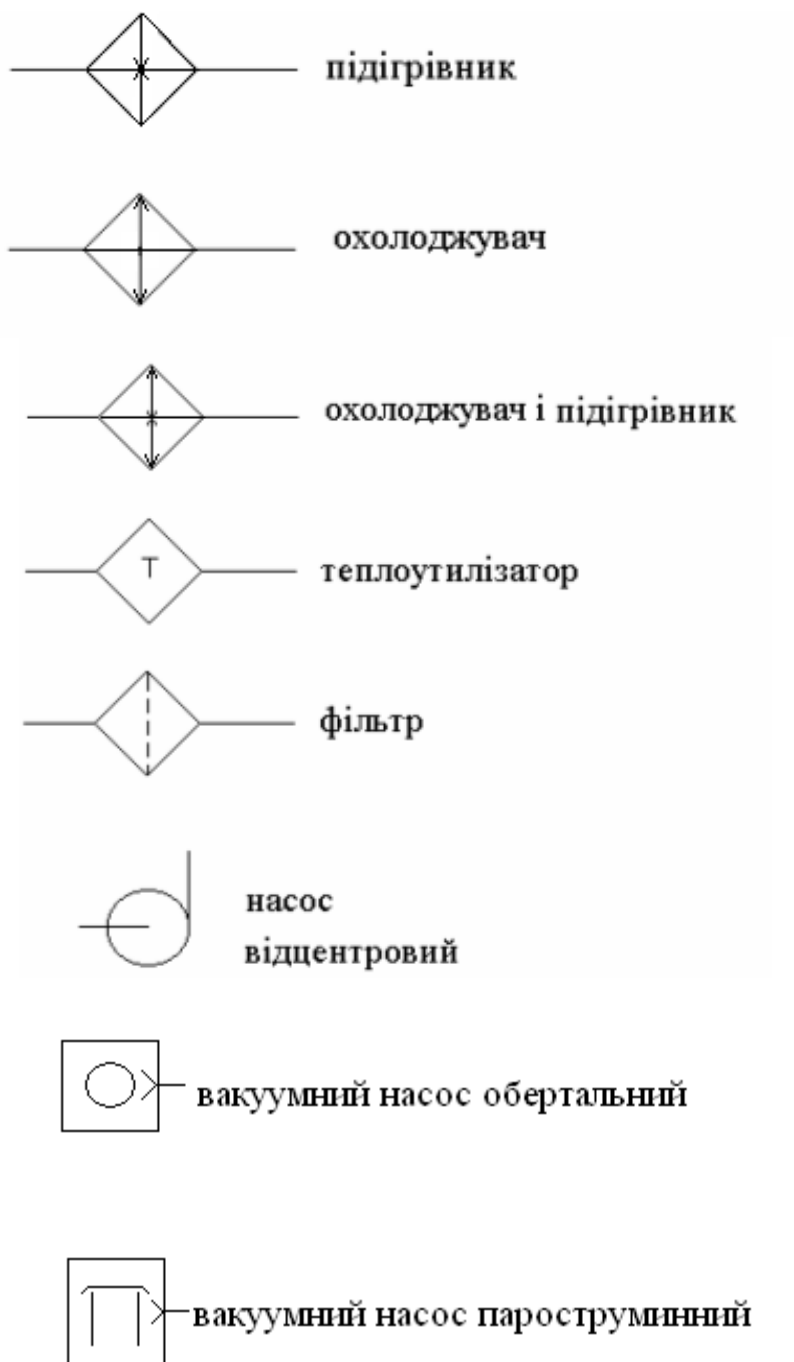 підігрівник
охолоджувач
охолоджувач і підігрівник
Т
теплоутилізатор
фільтр
насос
відцентровий
вакуумний насос обертальний
вакуумний насос пароструминний